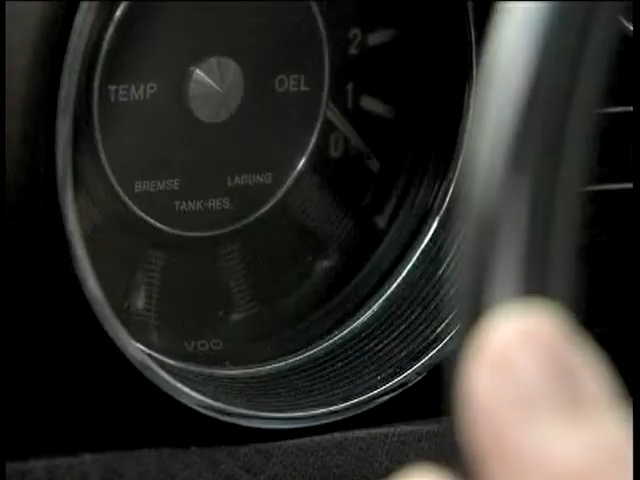 2
TEMP OEL 1
0
BREMSE LADUNG
TANK-RES.
VDO